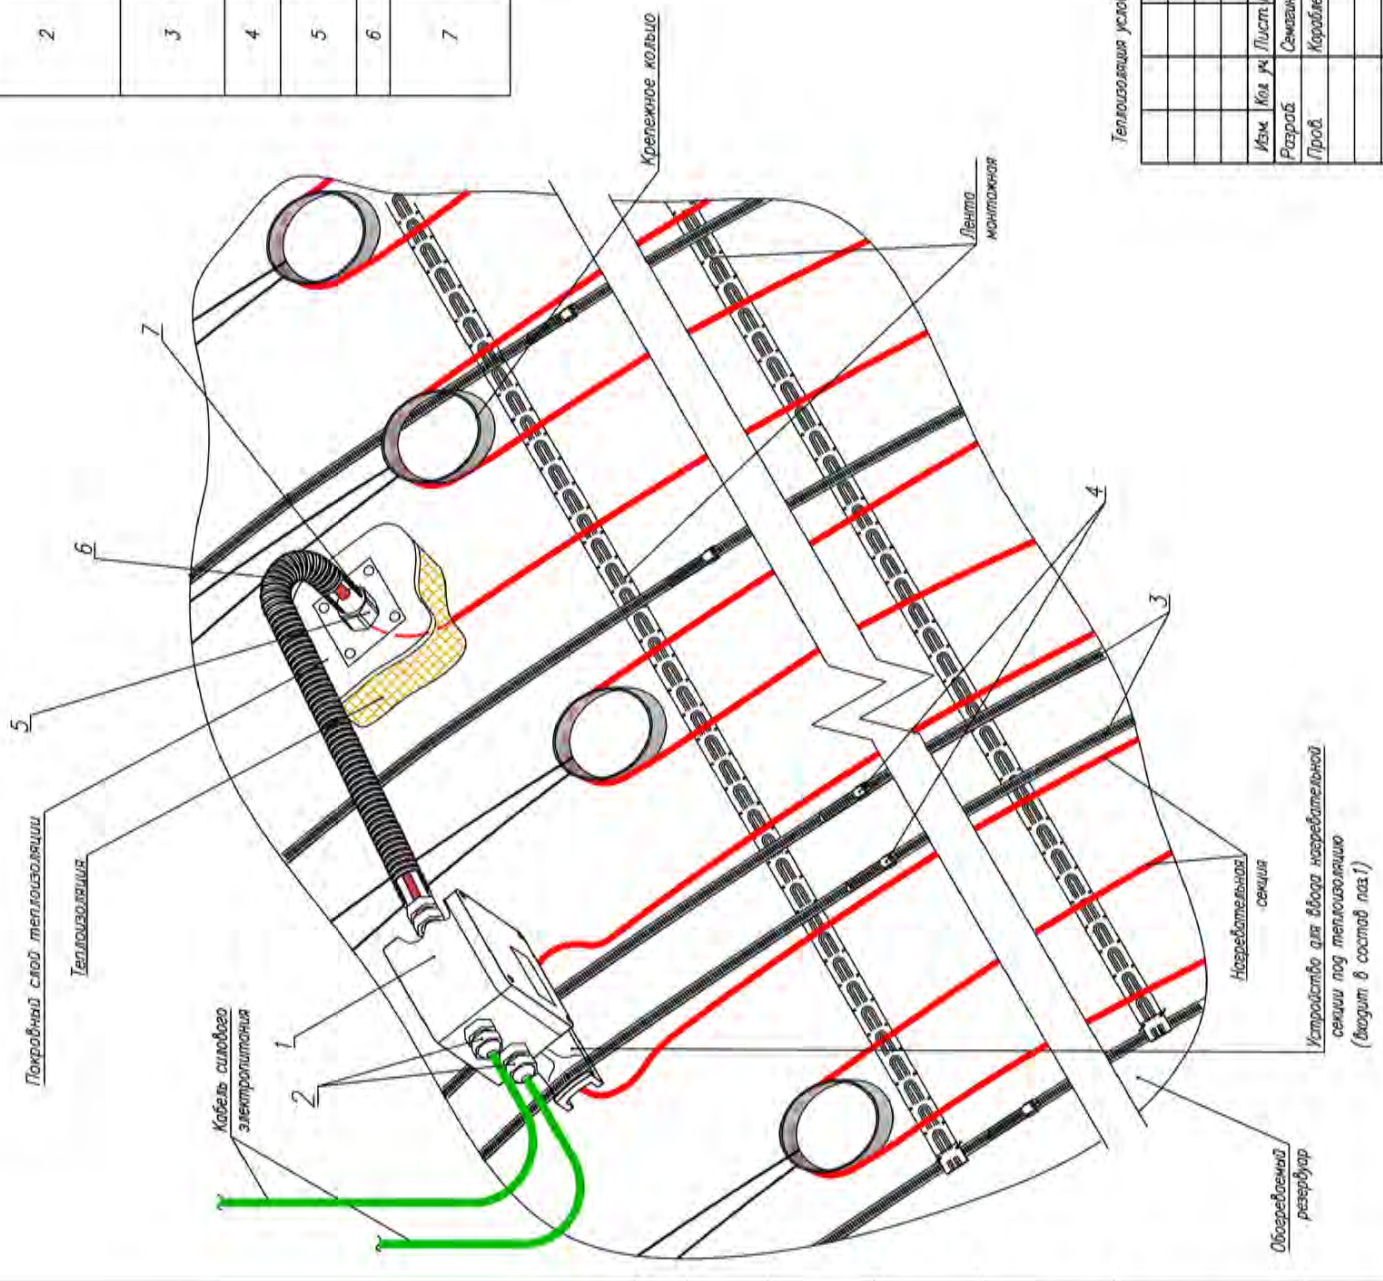 2
3
4
5
6
7
Крепежное кольцо
7
6
5
Покровный слой теплоизоляции
Теплоизоляция
Кабель силового
электропитания
1
2
Лента
монтажная
4
3
Нагревательная
секция
Устройство для ввода нагревательной
секции под теплоизоляцию
(входит в состав поз.1)
Обогреваемый
резервуар
Теплоизоляция
Изм. Кол. уч. Лист
Разраб.
Пров.